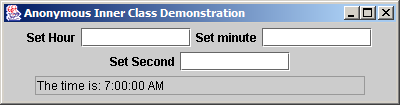 Anonymous Inner Class Demonstration
Set Hour Set minute
Set Second
The time is: 7:00:00 AM